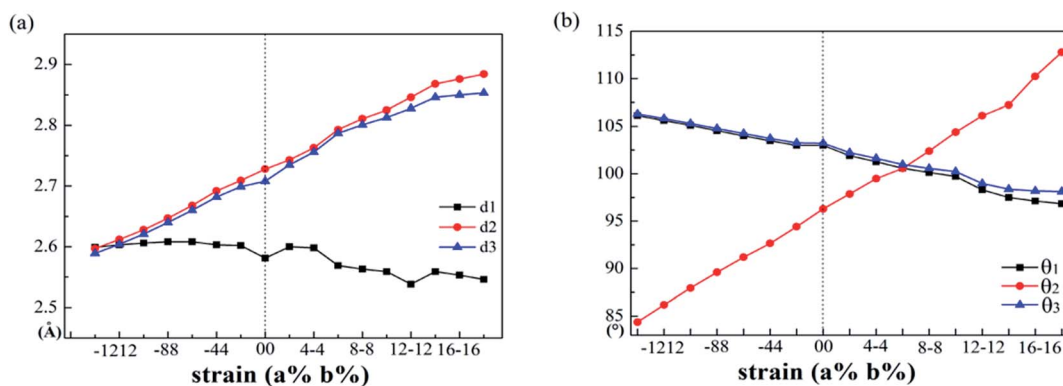 (a)
2.9
2.8
2.7
2.6
2.5
(Å)
d1
d2
d3
-1212 -88 -44 00 4-4 8-8 12-12 16-16
strain (a% b%)
(b)
115
110
105
100
95
90
85
(º)
θ1
θ2
θ3
-1212 -88 -44 00 4-4 8-8 12-12 16-16
strain (a% b%)